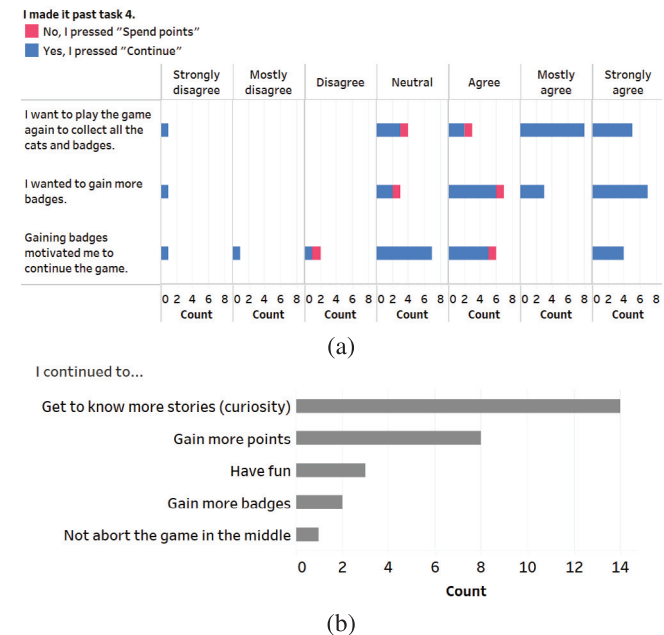 I made it past task 4.
No, I pressed "Spend points"
Yes, I pressed "Continue"
Strongly disagree
Mostly disagree
Disagree
Neutral
Agree
Mostly agree
Strongly agree
I want to play the game
again to collect all the
cats and badges.
I wanted to gain more
badges.
Gaining badges
motivated me to
continue the game.
0 2 4 6 8 0 2 4 6 8 0 2 4 6 8 0 2 4 6 8 0 2 4 6 8 0 2 4 6 8 0 2 4 6 8
Count Count Count Count Count Count Count
(a)
I continued to...
Get to know more stories (curiosity)
Gain more points
Have fun
Gain more badges
Not abort the game in the middle
0 2 4 6 8 10 12 14
Count
(b)